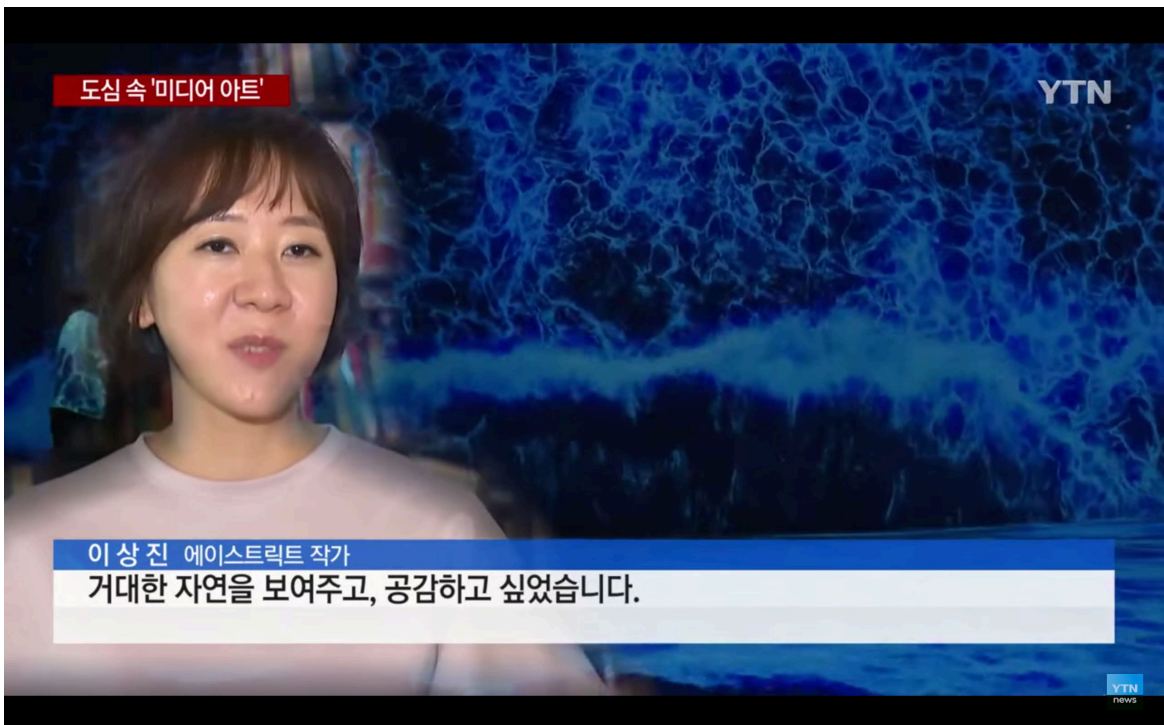 도심 속 '미디어 아트'
YTN
이상진 에이스트릭트 작가
거대한 자연을 보여주고, 공감하고 싶었습니다.
YTN
news